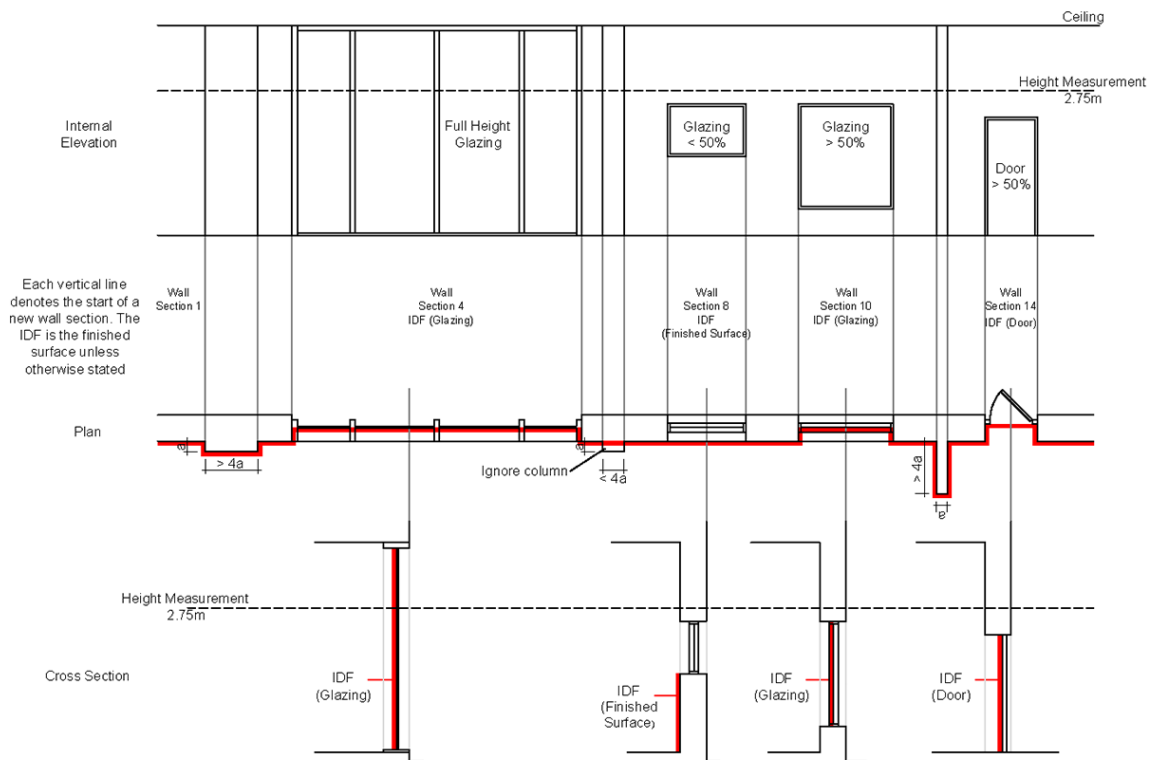 Ceiling
Height Measurement
2.75m
Internal
Elevation
Full Height
Glazing
Glazing
< 50%
Glazing
> 50%
Door
> 50%
Each vertical line
denotes the start of a
new wall section. The
IDF is the finished
surface unless
otherwise stated
Wall
Section 1
Wall
Section 4
IDF (Glazing)
Wall
Section 8
IDF
(Finished Surface)
Wall
Section 10
IDF (Glazing)
Wall
Section 14
IDF (Door)
Plan
a
> 4a
a
Ignore column
< 4a
> 4a
a
Height Measurement
2.75m
Cross Section
IDF
(Glazing)
IDF
(Finished
Surface)
IDF
(Glazing)
IDF
(Door)